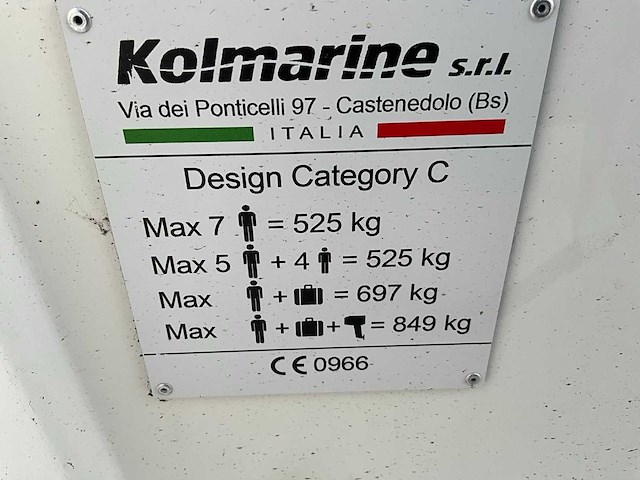 Kolmarine s.r.l.
Via dei Ponticelli 97 - Castenedolo (Bs)
ITALIA
Design Category C
Max 7 = 525 kg
Max 5 + 4 = 525 kg
Max + = 697 kg
Max + + = 849 kg
CE 0966